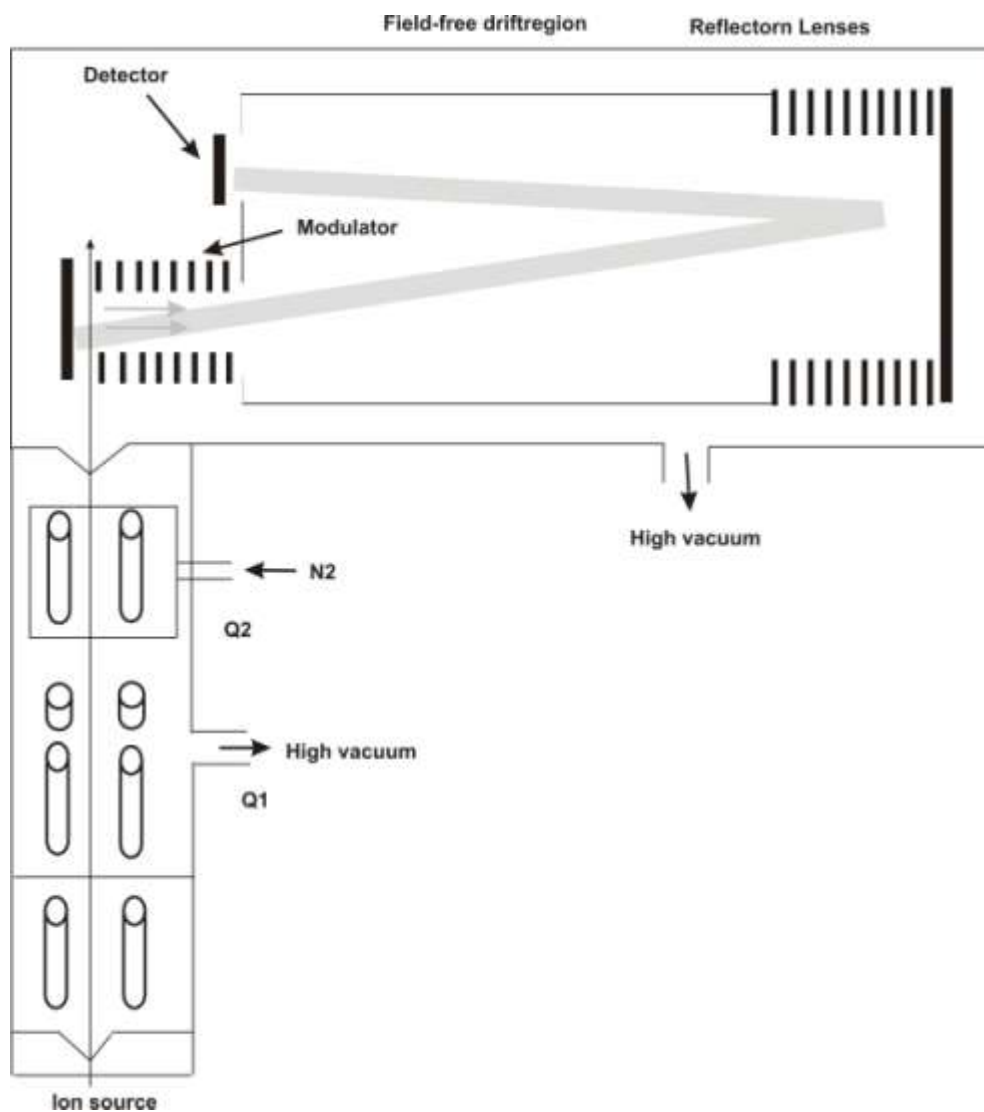 Field-free driftregion
Reflectorn Lenses
Detector
Modulator
High vacuum
N2
Q2
High vacuum
Q1
Ion source